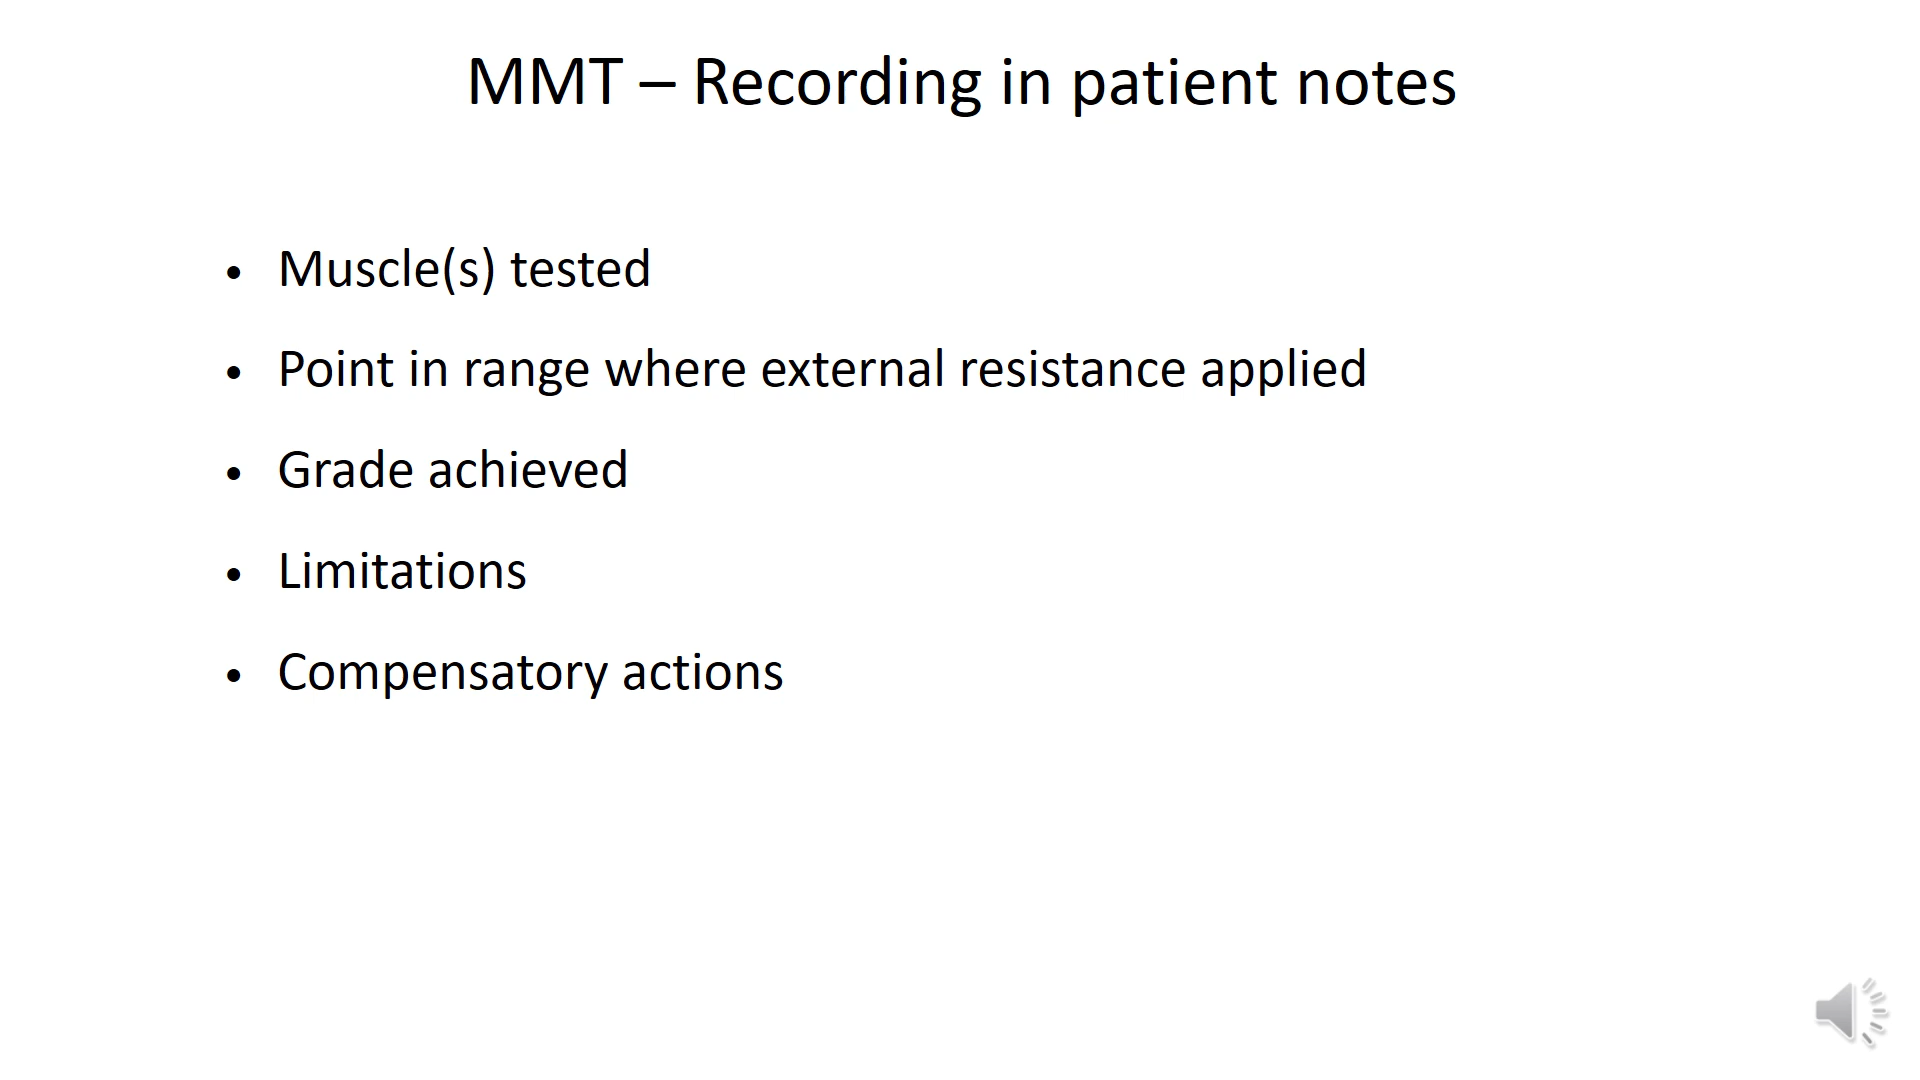 MMT – Recording in patient notes
• Muscle(s) tested
• Point in range where external resistance applied
• Grade achieved
• Limitations
• Compensatory actions